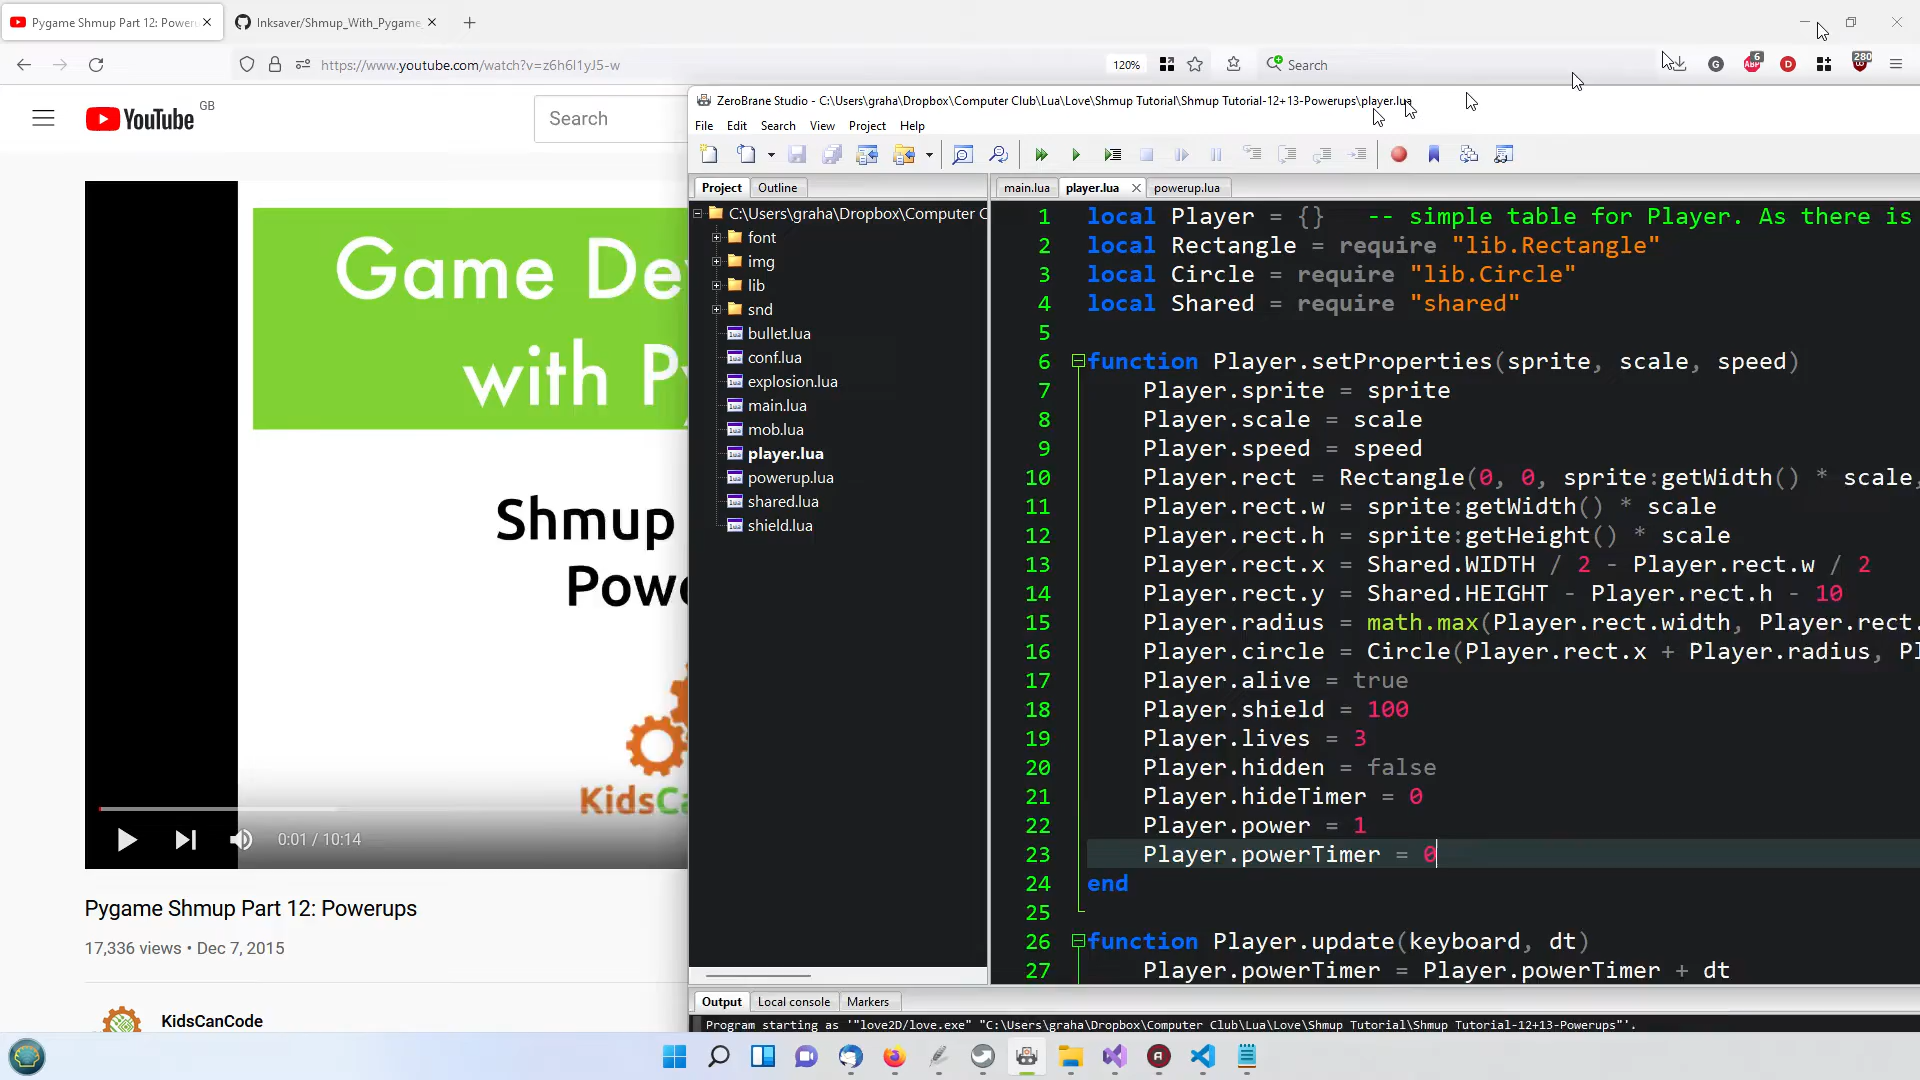 Pygame Shmup Part 12: Power
Inksaver/Shmup_With_Pygame
https://www.youtube.com/watch?v=z6h6l1yJ5-w
120%
Search
6
280
YouTube
GB
Search
ZeroBrane Studio - C:\Users\graha\Dropbox\Computer Club\Lua\Love\Shmup Tutorial\Shmup Tutorial-12+13-Powerups\player.lua
File Edit Search View Project Help
Project Outline
main.lua player.lua powerup.lua
C:\Users\graha\Dropbox\Computer C
font
img
lib
snd
bullet.lua
conf.lua
explosion.lua
main.lua
mob.lua
player.lua
powerup.lua
shared.lua
shield.lua
1 local Player = {} -- simple table for Player. As there is
2 local Rectangle = require "lib.Rectangle"
3 local Circle = require "lib.Circle"
4 local Shared = require "shared"
5
6 function Player.setProperties(sprite, scale, speed)
7 Player.sprite = sprite
8 Player.scale = scale
9 Player.speed = speed
10 Player.rect = Rectangle(0, 0, sprite:getWidth() * scale,
11 Player.rect.w = sprite:getWidth() * scale
12 Player.rect.h = sprite:getHeight() * scale
13 Player.rect.x = Shared.WIDTH / 2 - Player.rect.w / 2
14 Player.rect.y = Shared.HEIGHT - Player.rect.h - 10
15 Player.radius = math.max(Player.rect.width, Player.rect.
16 Player.circle = Circle(Player.rect.x + Player.radius, Pl
17 Player.alive = true
18 Player.shield = 100
19 Player.lives = 3
20 Player.hidden = false
21 Player.hideTimer = 0
22 Player.power = 1
23 Player.powerTimer = 0
24 end
25
26 function Player.update(keyboard, dt)
27 Player.powerTimer = Player.powerTimer + dt
Output Local console Markers
Program starting as '"love2D/love.exe" "C:\Users\graha\Dropbox\Computer Club\Lua\Love\Shmup Tutorial\Shmup Tutorial-12+13-Powerups"'.
Game De
with Py
Shmup
Pow
KidsCa
0:01 / 10:14
Pygame Shmup Part 12: Powerups
17,336 views • Dec 7, 2015
KidsCanCode